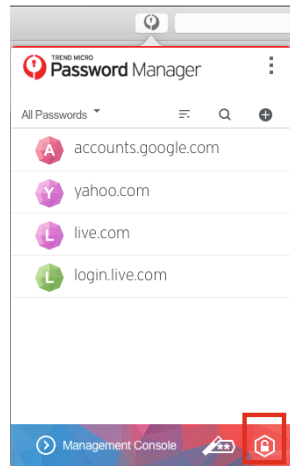 TREND MICRO
Password Manager
All Passwords
A accounts.google.com
Y yahoo.com
L live.com
L login.live.com
Management Console
**